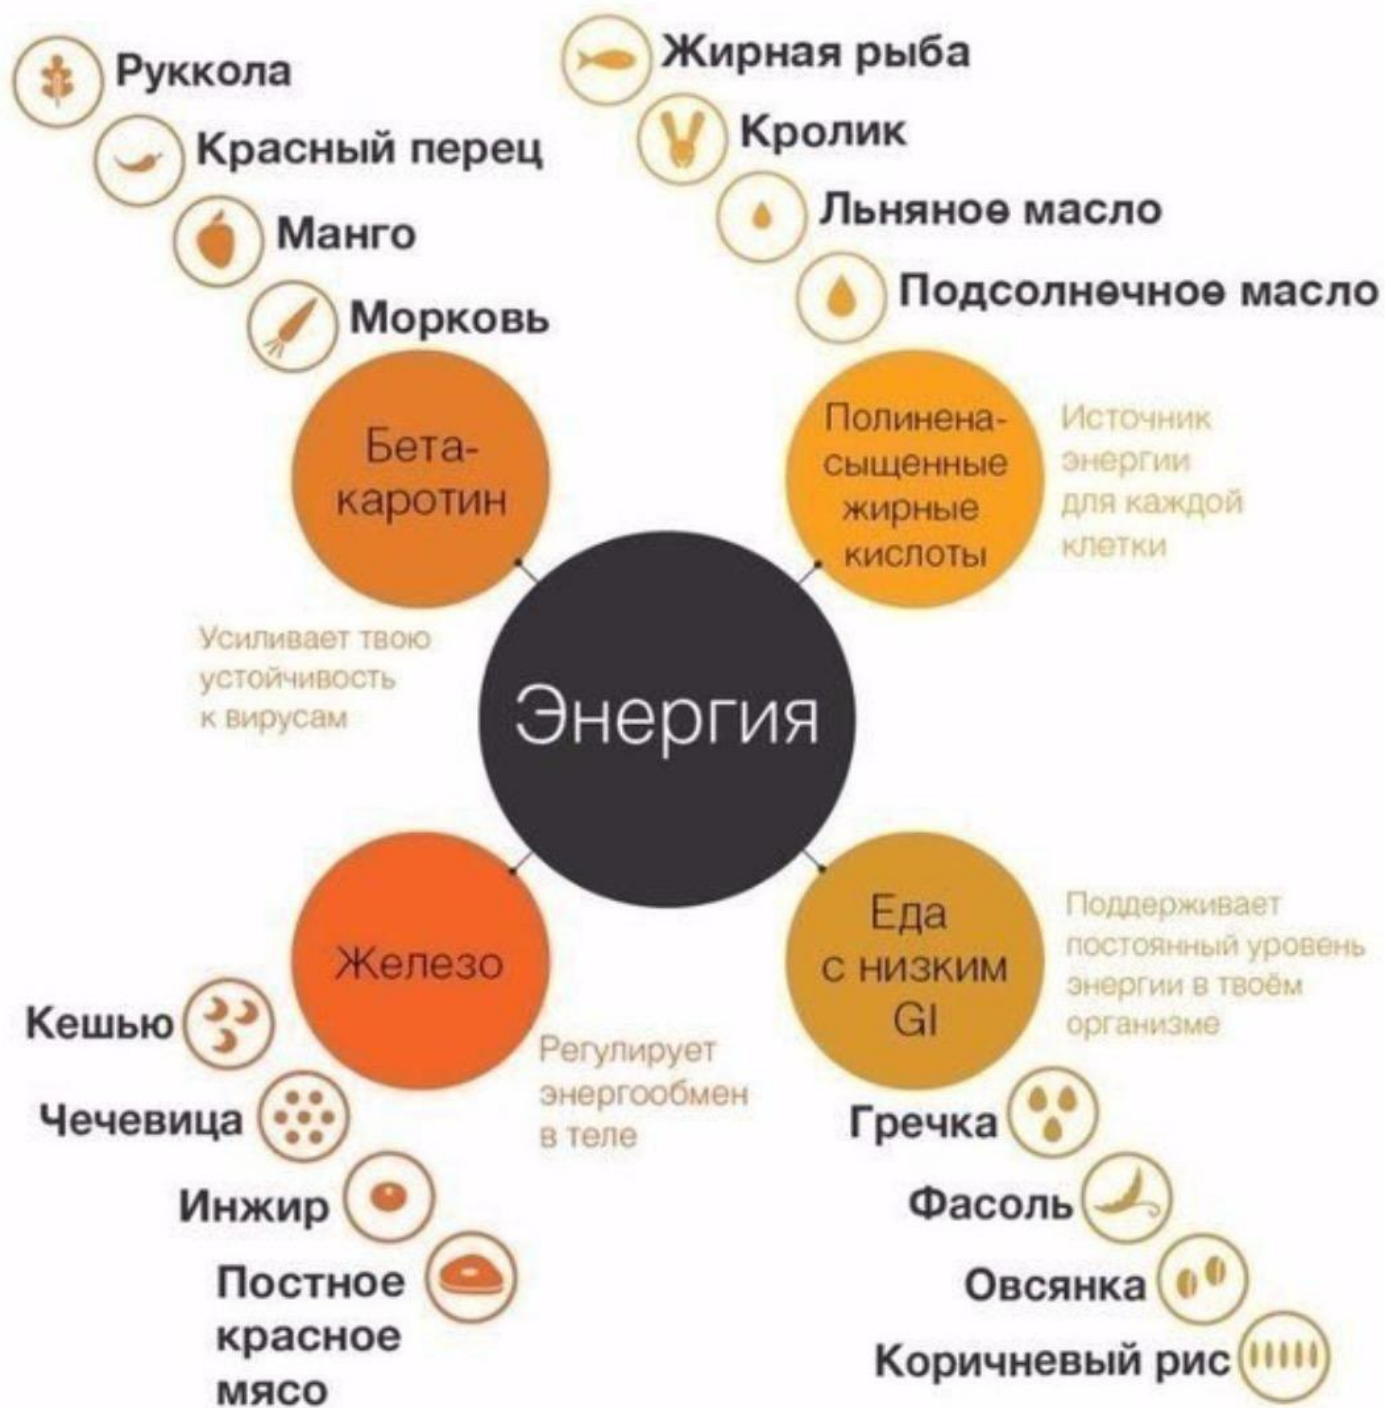 Руккола
Красный перец
Манго
Морковь
Жирная рыба
Кролик
Льняное масло
Подсолнечное масло
Бета-
каротин
Усиливает твою
устойчивость
к вирусам
Полинена-
сыщенные
жирные
кислоты
Источник
энергии
для каждой
клетки
Энергия
Железо
Регулирует
энергообмен
в теле
Кешью
Чечевица
Инжир
Постное
красное
мясо
Еда
с низким
GI
Поддерживает
постоянный уровень
энергии в твоём
организме
Гречка
Фасоль
Овсянка
Коричневый рис